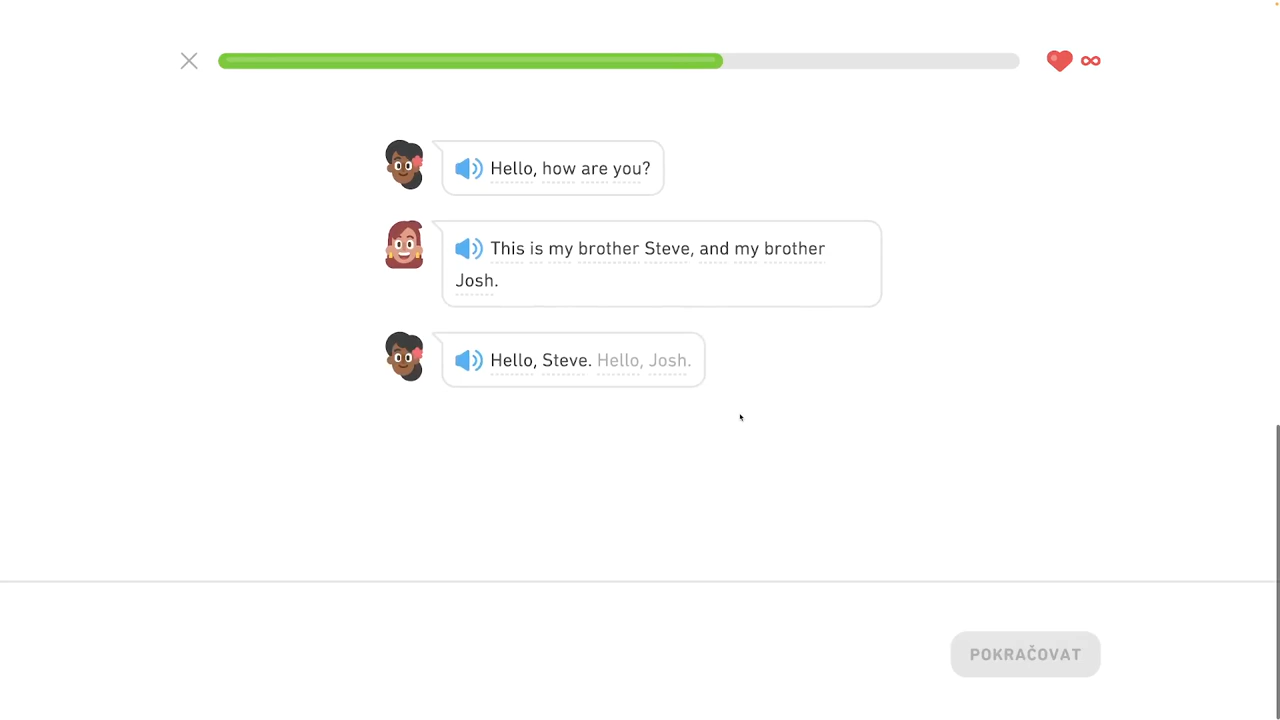 Hello, how are you?
This is my brother Steve, and my brother
Josh.
Hello, Steve. Hello, Josh.
POKRAČOVAT